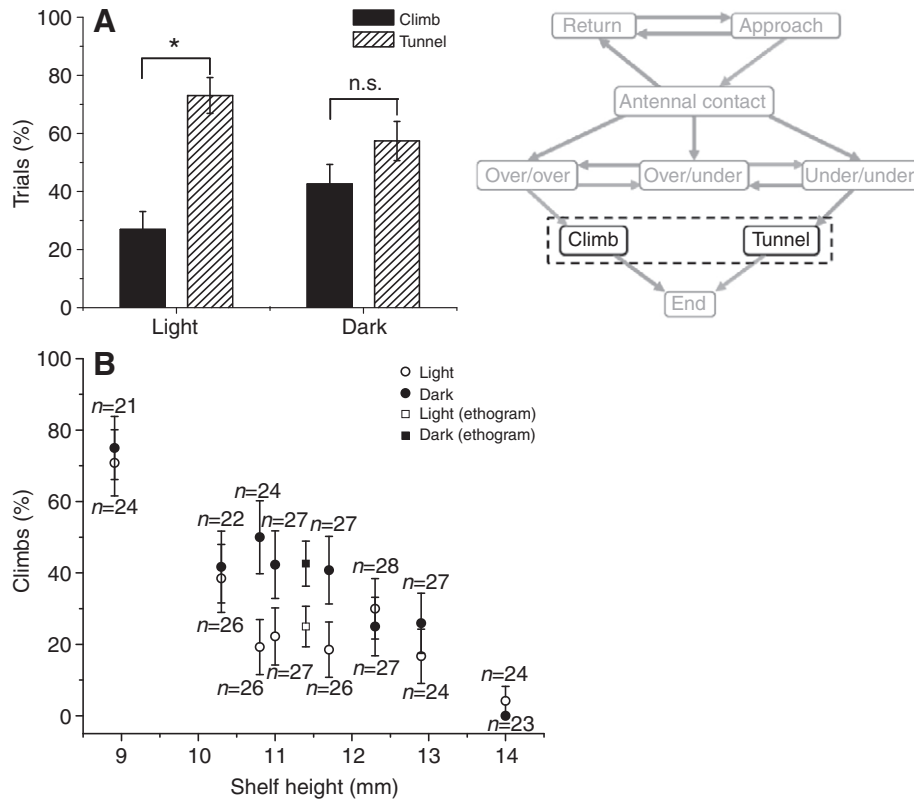 A
Climb
Tunnel
*
n.s.
100
80
60
40
20
0
Trials (%)
Light
Dark
Return
Approach
Antennal contact
Over/over
Over/under
Under/under
Climb
Tunnel
End
B
Light
Dark
Light (ethogram)
Dark (ethogram)
100
80
60
40
20
0
Climbs (%)
n=21
n=24
n=22
n=26
n=24
n=26
n=27
n=27
n=27
n=26
n=28
n=27
n=27
n=24
n=24
n=23
9
10
11
12
13
14
Shelf height (mm)